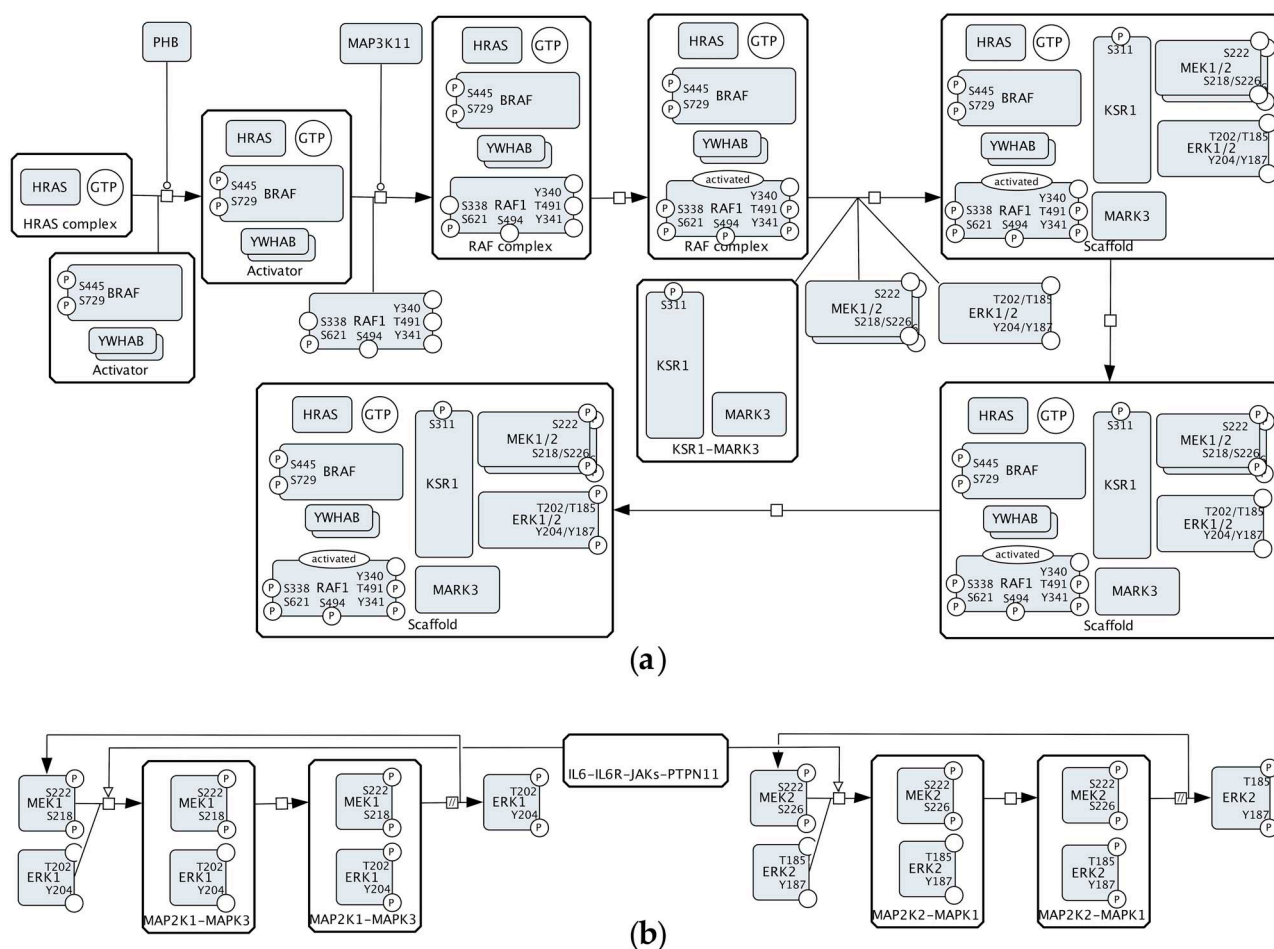 PHB
MAP3K11
HRAS
GTP
HRAS complex
P
S445
P
S729
BRAF
YWHAB
Activator
HRAS
GTP
P
S445
P
S729
BRAF
YWHAB
Activator
S338
RAF1
Y340
T491
P
S621
S494
Y341
HRAS
GTP
P
S445
P
S729
BRAF
YWHAB
S338
RAF1
Y340
T491
P
S621
S494
Y341
RAF complex
HRAS
GTP
P
S445
P
S729
BRAF
YWHAB
activated
Y340
P
S338
RAF1
T491
P
P
S621
S494
Y341
P
P
RAF complex
P
S311
KSR1
MARK3
KSR1-MARK3
S222
MEK1/2
S218/S226
T202/T185
ERK1/2
Y204/Y187
HRAS
GTP
P
S445
P
S729
BRAF
YWHAB
activated
Y340
P
S338
RAF1
T491
P
P
S621
S494
Y341
P
P
P
S311
KSR1
S222
MEK1/2
S218/S226
T202/T185
ERK1/2
Y204/Y187
MARK3
Scaffold
HRAS
GTP
P
S445
P
S729
BRAF
YWHAB
activated
Y340
P
S338
RAF1
T491
P
P
S621
S494
Y341
P
P
P
S311
KSR1
P
S222
MEK1/2
S218/S226
P
T202/T185
ERK1/2
Y204/Y187
MARK3
Scaffold
HRAS
GTP
P
S445
P
S729
BRAF
YWHAB
activated
Y340
P
S338
RAF1
T491
P
P
S621
S494
Y341
P
P
P
S311
KSR1
P
S222
MEK1/2
S218/S226
P
P
T202/T185
ERK1/2
Y204/Y187
P
MARK3
Scaffold
(a)
IL6-IL6R-JAKs-PTPN11
P
S222
MEK1
S218
P
T202
ERK1
Y204
P
S222
MEK1
S218
P
T202
ERK1
Y204
MAP2K1-MAPK3
P
S222
MEK1
S218
P
P
T202
ERK1
Y204
P
MAP2K1-MAPK3
//
P
T202
ERK1
Y204
P
P
S222
MEK2
S226
P
T185
ERK2
Y187
P
S222
MEK2
S226
P
T185
ERK2
Y187
MAP2K2-MAPK1
P
S222
MEK2
S226
P
P
T185
ERK2
Y187
P
MAP2K2-MAPK1
//
P
T185
ERK2
Y187
P
(b)